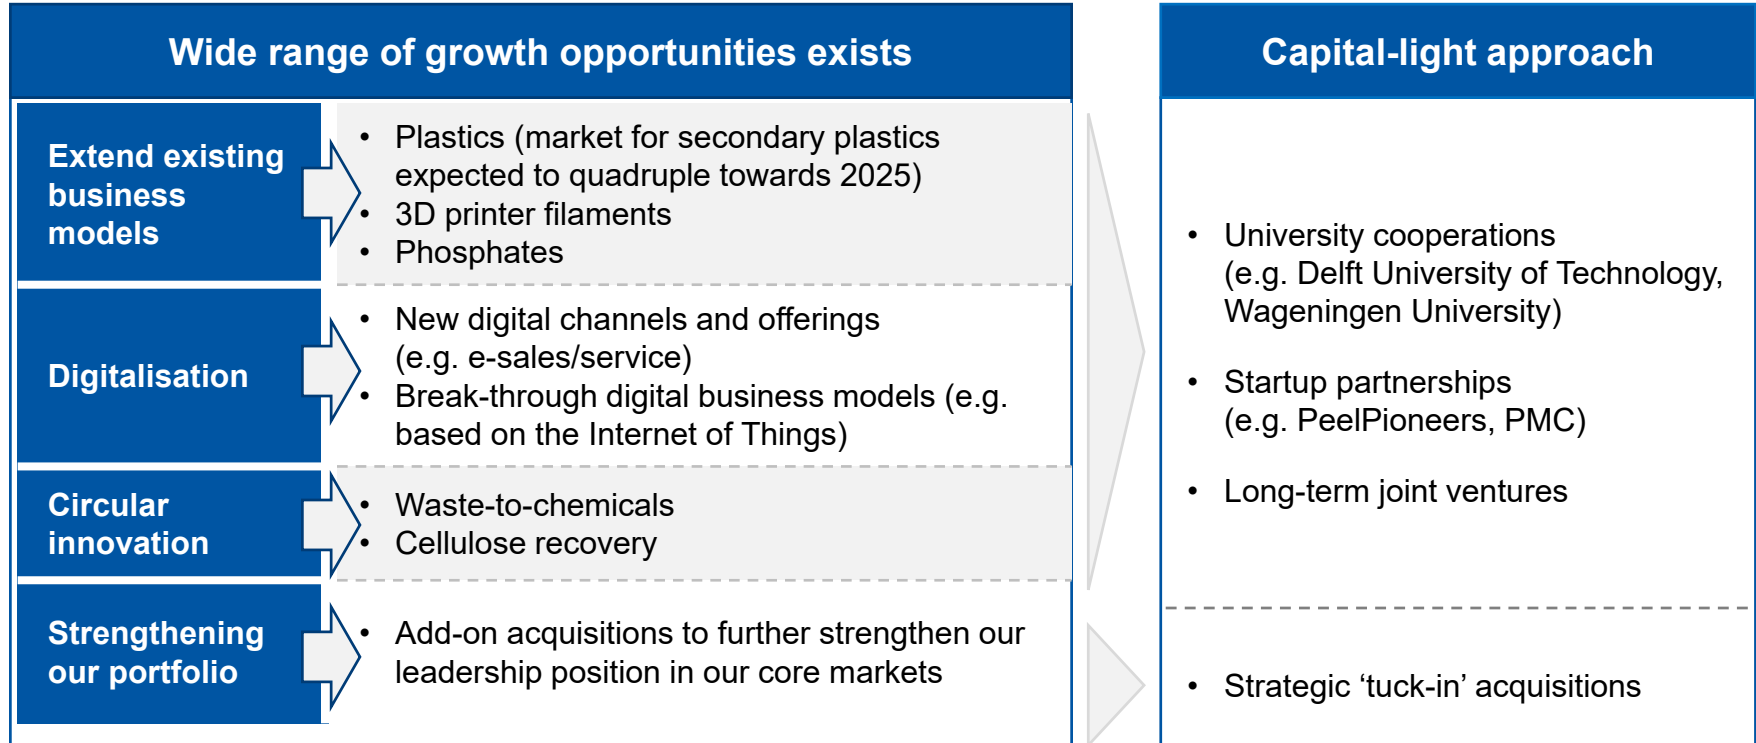 Wide range of growth opportunities exists
Extend existing
business
models
• Plastics (market for secondary plastics
expected to quadruple towards 2025)
• 3D printer filaments
• Phosphates
Digitalisation
• New digital channels and offerings
(e.g. e-sales/service)
• Break-through digital business models (e.g.
based on the Internet of Things)
Circular
innovation
• Waste-to-chemicals
• Cellulose recovery
Strengthening
our portfolio
• Add-on acquisitions to further strengthen our
leadership position in our core markets
Capital-light approach
• University cooperations
(e.g. Delft University of Technology,
Wageningen University)
• Startup partnerships
(e.g. PeelPioneers, PMC)
• Long-term joint ventures
• Strategic ‘tuck-in’ acquisitions